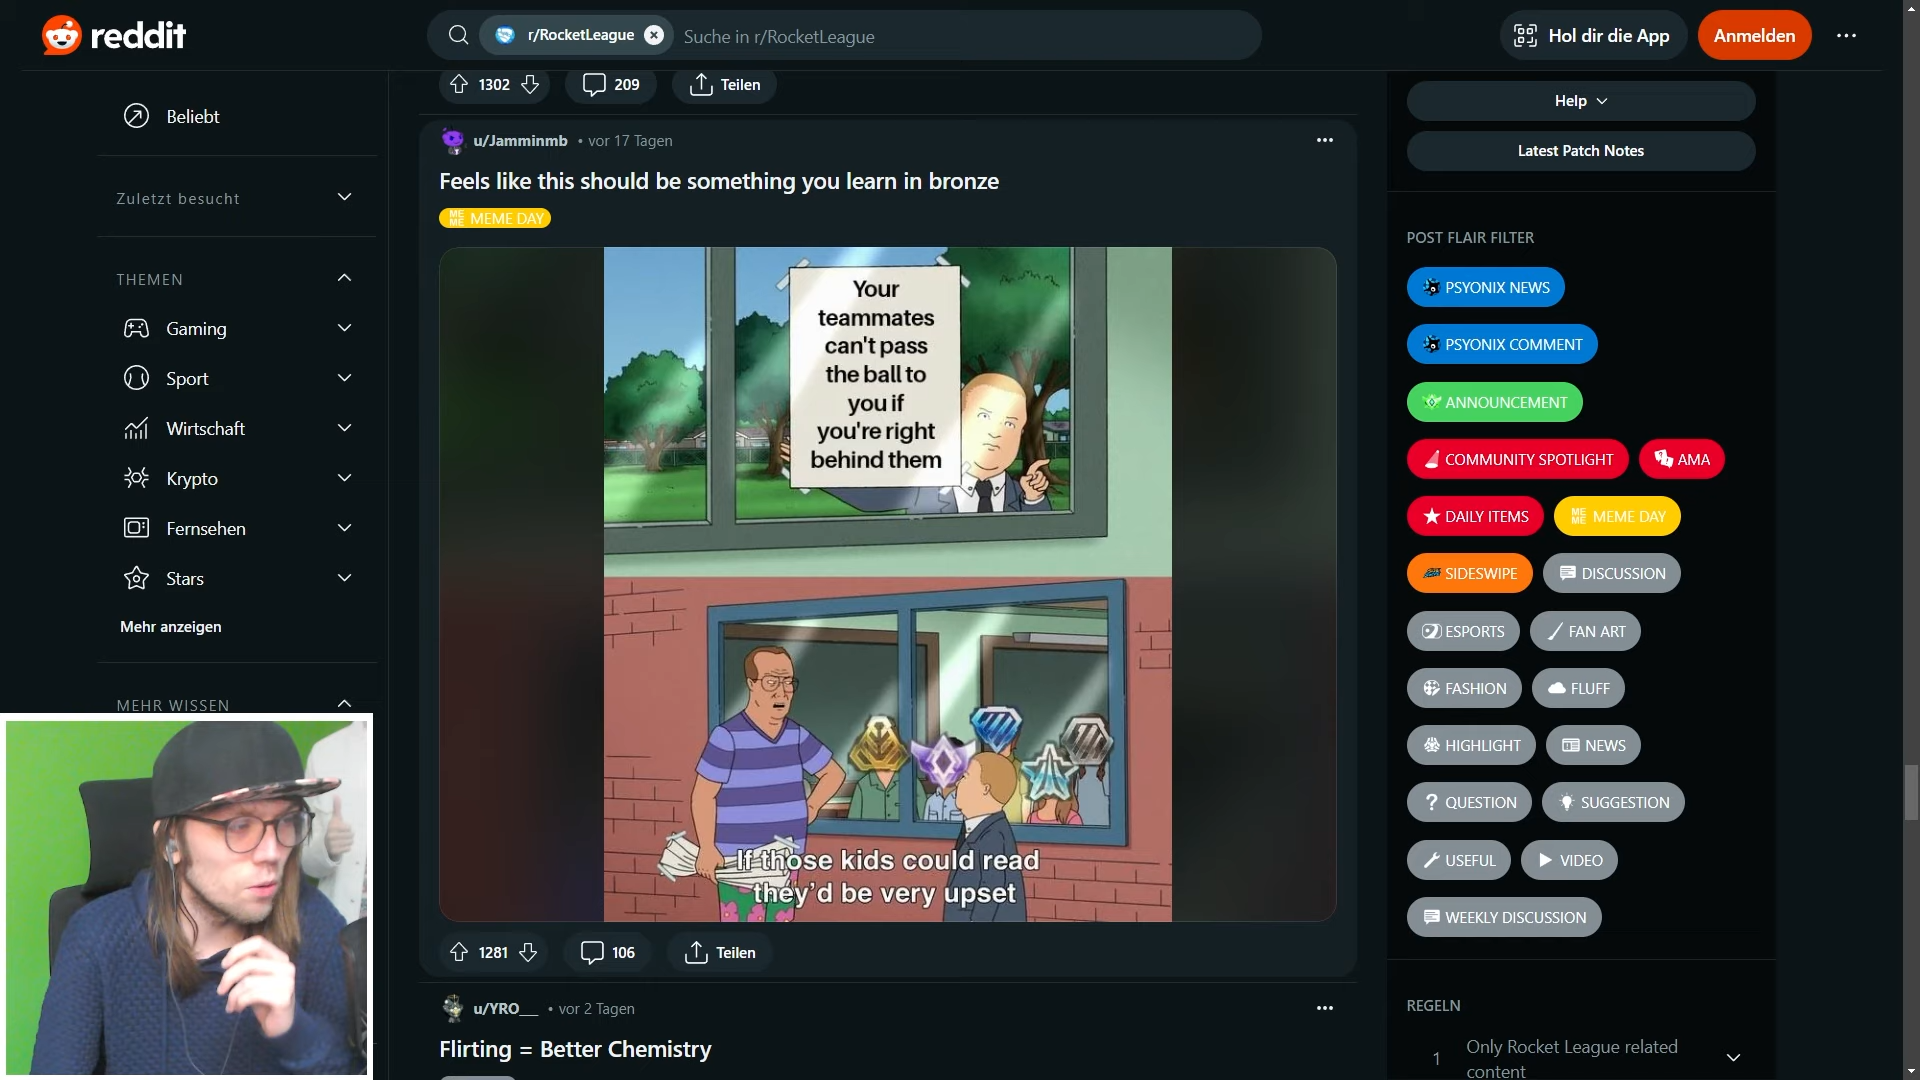 reddit
r/RocketLeague
Suche in r/RocketLeague
Hol dir die App
Anmelden
Beliebt
Zuletzt besucht
THEMEN
Gaming
Sport
Wirtschaft
Krypto
Fernsehen
Stars
Mehr anzeigen
MEHR WISSEN
1302
209
Teilen
u/Jamminmb • vor 17 Tagen
Feels like this should be something you learn in bronze
MEME DAY
Your
teammates
can't pass
the ball to
you if
you're right
behind them
If those kids could read
they'd be very upset
1281
106
Teilen
u/YRO__ • vor 2 Tagen
Flirting = Better Chemistry
Help
Latest Patch Notes
POST FLAIR FILTER
PSYONIX NEWS
PSYONIX COMMENT
ANNOUNCEMENT
COMMUNITY SPOTLIGHT
AMA
DAILY ITEMS
MEME DAY
SIDESWIPE
DISCUSSION
ESPORTS
FAN ART
FASHION
FLUFF
HIGHLIGHT
NEWS
QUESTION
SUGGESTION
USEFUL
VIDEO
WEEKLY DISCUSSION
REGELN
1
Only Rocket League related
content